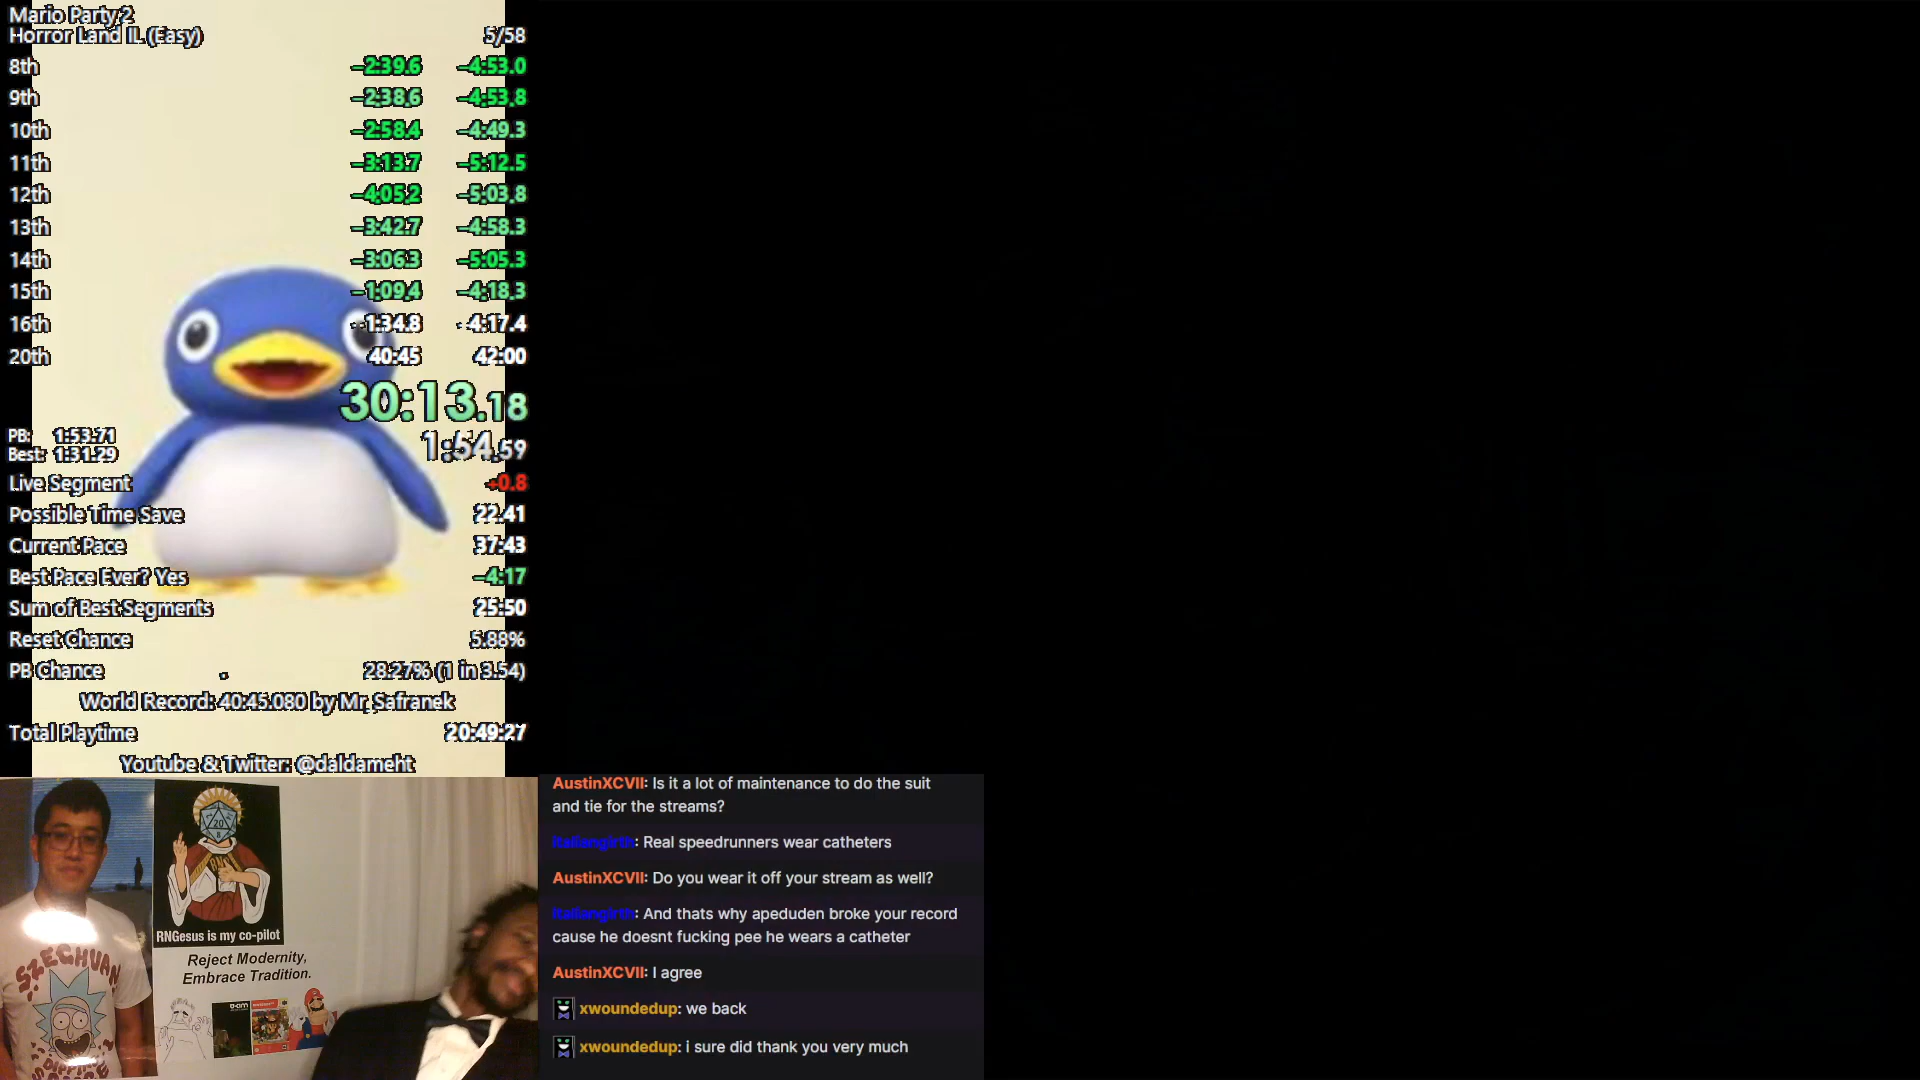 Mario Party 2
Horror Land IL (Easy) 5/58
8th −2:39.6 −4:53.0
9th −2:38.6 −4:53.8
10th −2:58.4 −4:49.3
11th −3:13.7 −5:12.5
12th −4:05.2 −5:03.8
13th −3:42.7 −4:58.3
14th −3:06.3 −5:05.3
15th −1:09.4 −4:18.3
16th −1:34.8 −4:17.4
20th 40:45 42:00
30:13.18
PB: 1:53.71
Best: 1:31.29
1:54.59
Live Segment +0.8
Possible Time Save 22.41
Current Pace 37:43
Best Pace Ever? Yes −4:17
Sum of Best Segments 25:50
Reset Chance 5.88%
PB Chance 28.27% (1 in 3.54)
World Record: 40:45.080 by Mr_Safranek
Total Playtime 20:49:27
Youtube & Twitter: @daldameht
20
8
RNGesus is my co-pilot
Reject Modernity,
Embrace Tradition.
SZECHUAN
AustinXCVII: Is it a lot of maintenance to do the suit
and tie for the streams?
italiangirth: Real speedrunners wear catheters
AustinXCVII: Do you wear it off your stream as well?
italiangirth: And thats why apeduden broke your record
cause he doesnt fucking pee he wears a catheter
AustinXCVII: I agree
xwoundedup: we back
xwoundedup: i sure did thank you very much